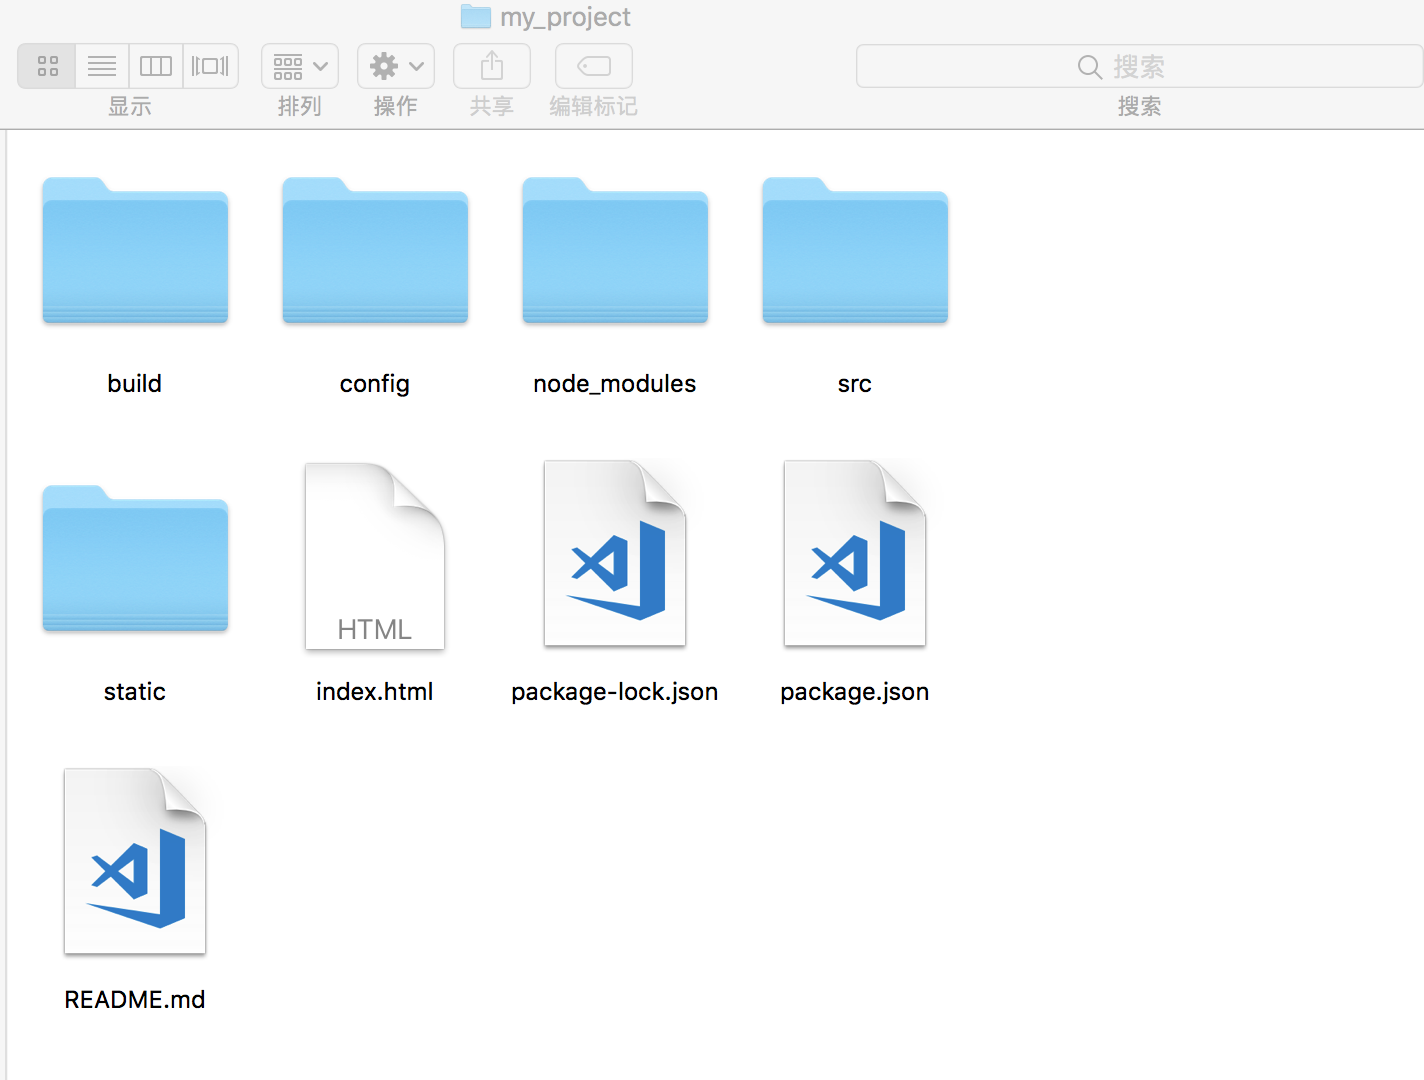 my_project
搜索
显示
排列
操作
共享
编辑标记
搜索
build
config
node_modules
src
static
HTML
index.html
package-lock.json
package.json
README.md